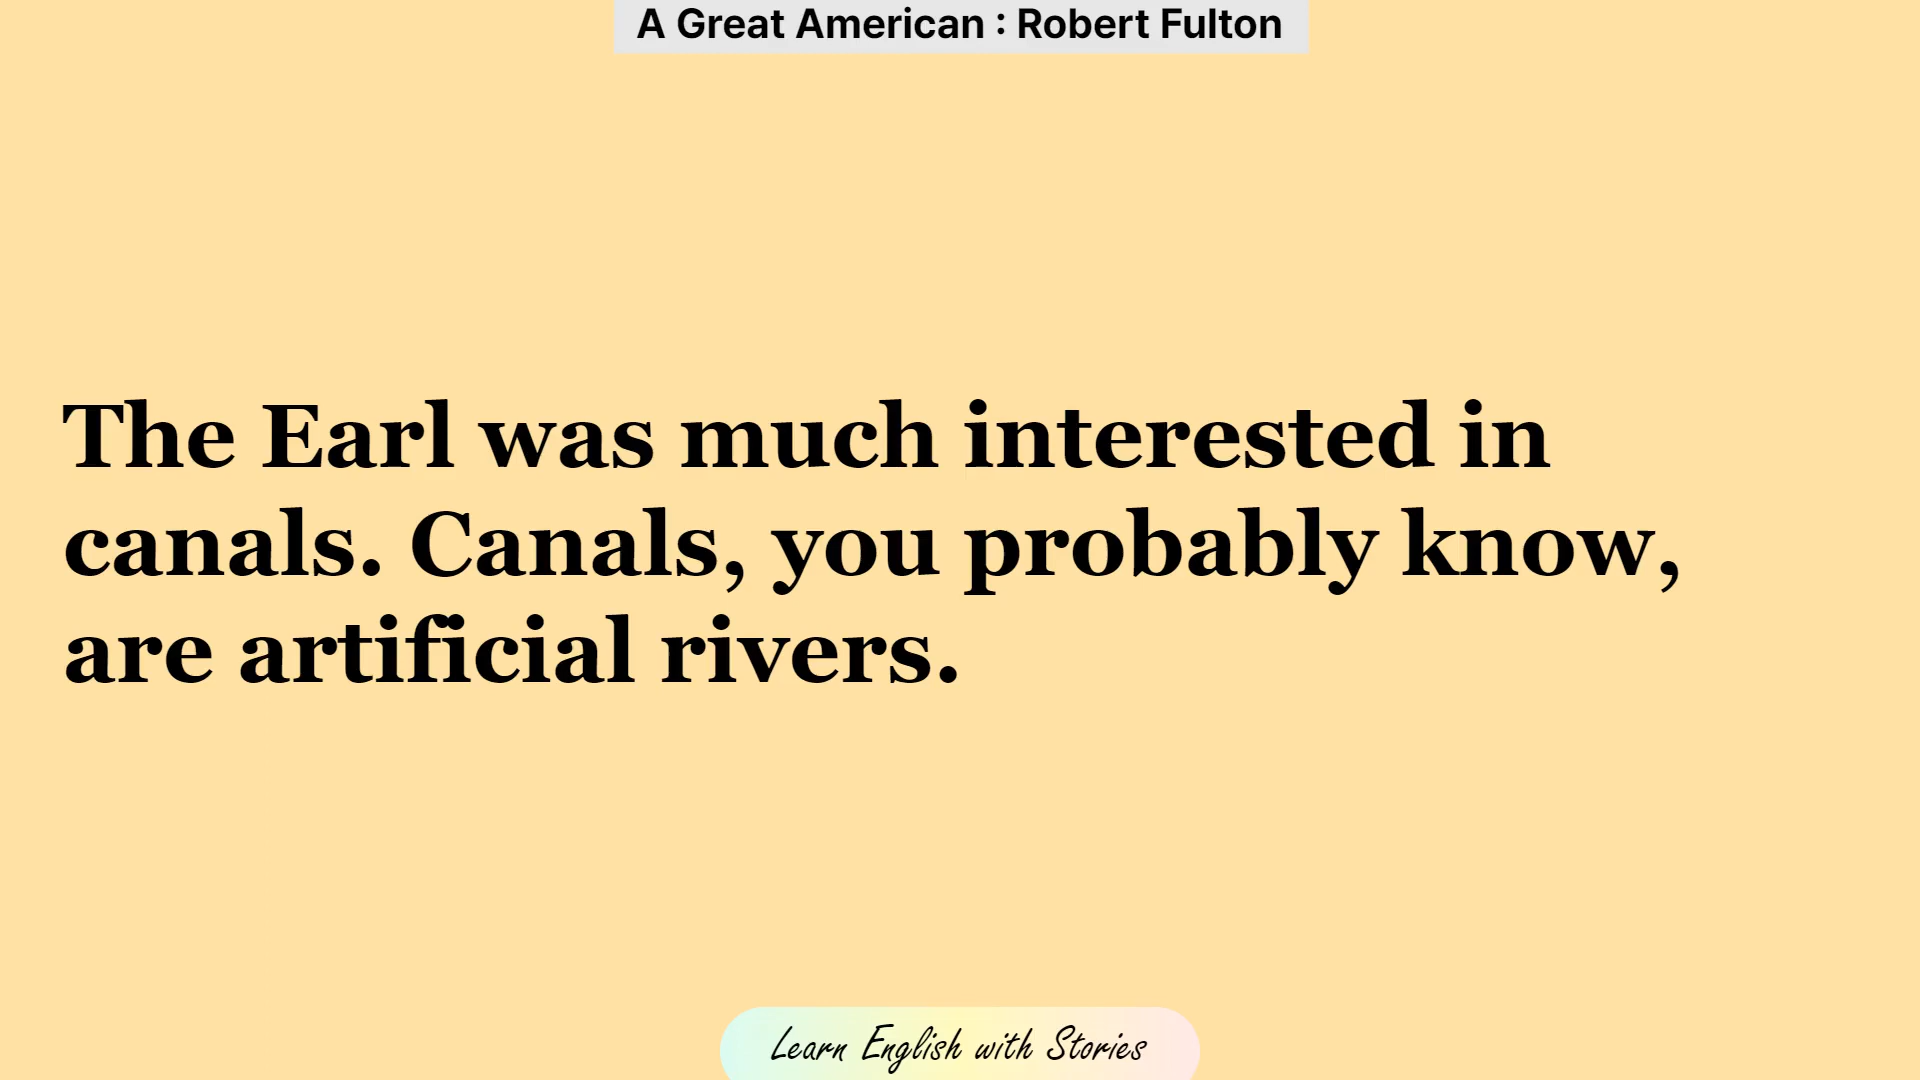 A Great American : Robert Fulton
The Earl was much interested in
canals. Canals, you probably know,
are artificial rivers.
Learn English with Stories